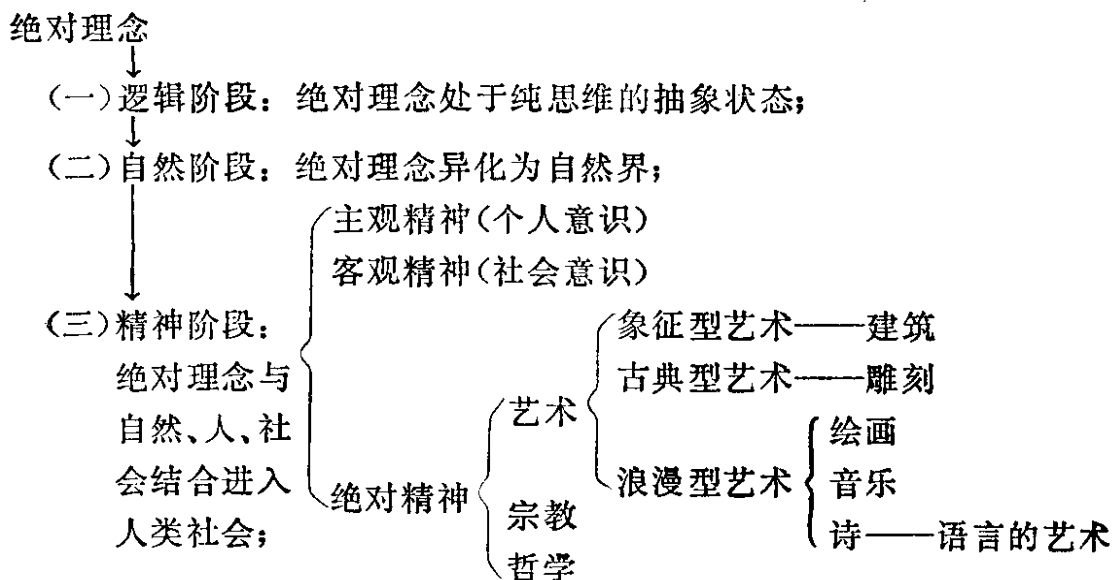 绝对理念
(一)逻辑阶段:绝对理念处于纯思维的抽象状态;
(二)自然阶段:绝对理念异化为自然界;
主观精神(个人意识)
客观精神(社会意识)
(三)精神阶段:
绝对理念与
自然、人、社
会结合进入
人类社会;
绝对精神
艺术
宗教
哲学
象征型艺术——建筑
古典型艺术——雕刻
浪漫型艺术
绘画
音乐
诗——语言的艺术